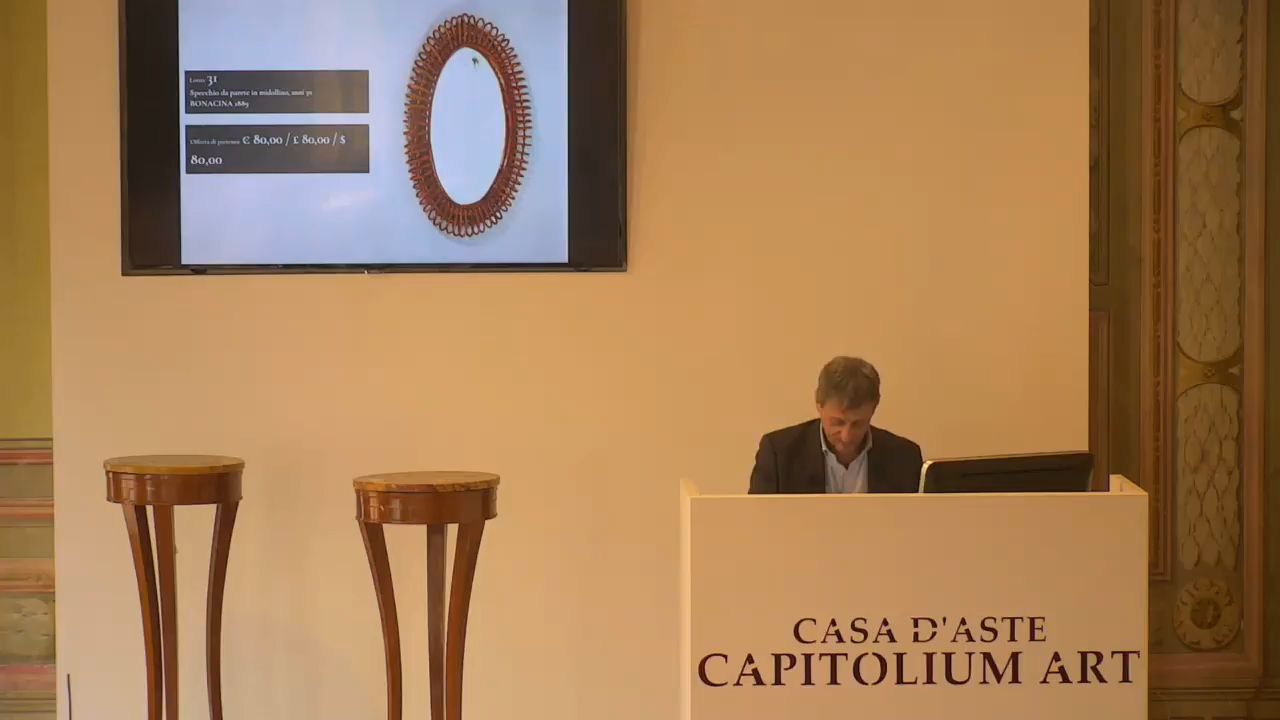 Lotto 31
Specchio da parete in midollino, anni 50
BONACINA 1889
Offerta di partenza € 80,00 / £ 80,00 / $
80,00
CASA D'ASTE
CAPITOLIUM ART